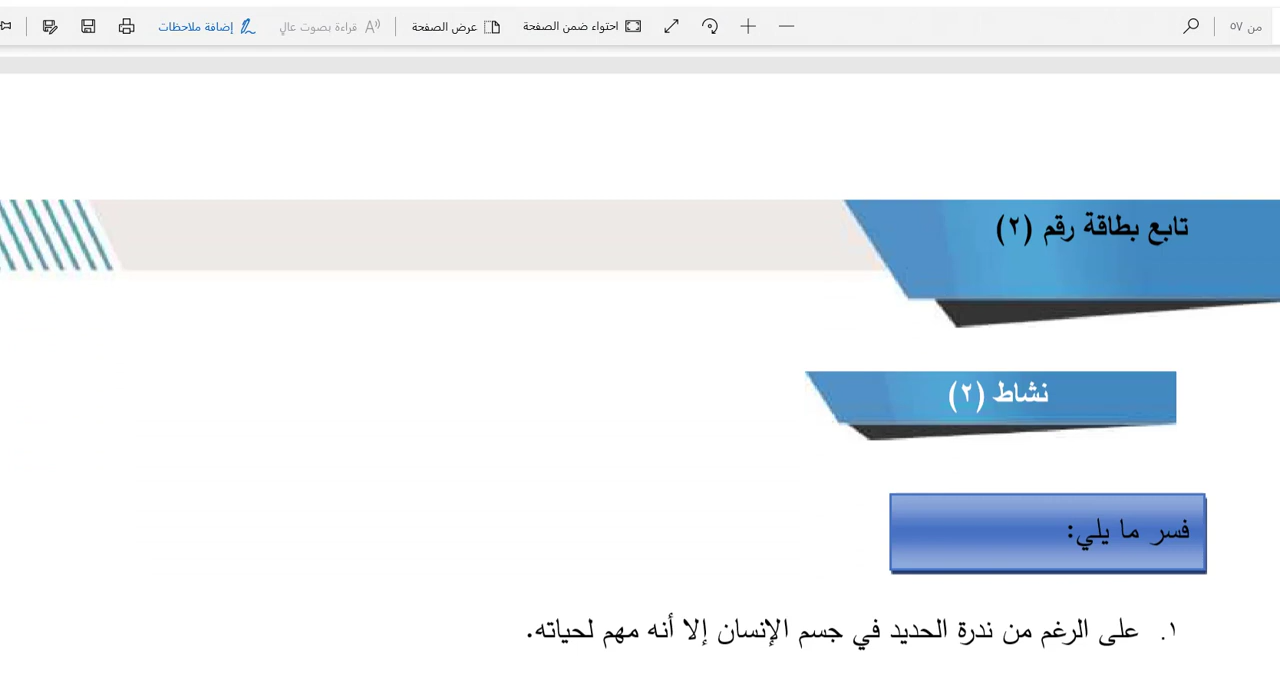 من ٥٧
احتواء ضمن الصفحة
عرض الصفحة
قراءة بصوت عالٍ
إضافة ملاحظات
تابع بطاقة رقم (٢)
نشاط (٢)
فسر ما يلي:
١. على الرغم من ندرة الحديد في جسم الإنسان إلا أنه مهم لحياته.